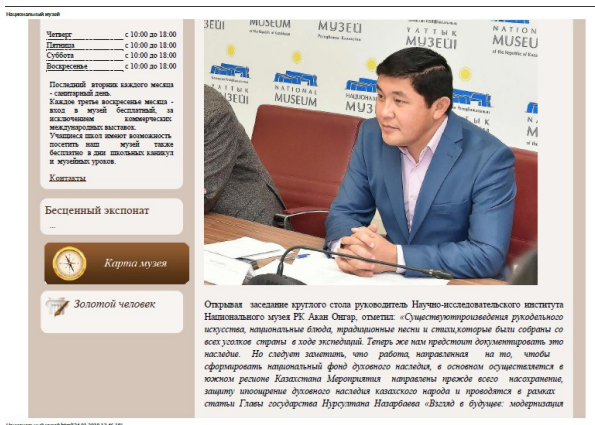 Национальный музей
Четверг с 10:00 до 18:00
Пятница с 10:00 до 18:00
Суббота с 10:00 до 18:00
Воскресенье с 10:00 до 18:00
Последний вторник каждого месяца
- санитарный день.
Каждое третье воскресенье месяца -
вход в музей бесплатный, за
исключением коммерческих
международных выставок.
Учащиеся школ имеют возможность
посетить наш музей также
бесплатно в дни школьных каникул
и музейных уроков.
Контакты
Бесценный экспонат
...
Карта музея
Золотой человек
МУЗЕЙ
ҰЛТТЫҚ
МУЗЕЙІ
MUSEUM
NATIONAL
MUSEUM
Открывая заседание круглого стола руководитель Научно-исследовательского института
Национального музея РК Акан Онгар, отметил: «Существуютпроизведения рукодельного
искусства, национальные блюда, традиционные песни и стихи,которые были собраны со
всех уголков страны в ходе экспедиций. Теперь же нам предстоит документировать это
наследие. Но следует заметить, что работа, направленная на то, чтобы
сформировать национальный фонд духовного наследия, в основном осуществляется в
южном регионе Казахстана Мероприятия направлены прежде всего насохранение,
защиту ипоощрение духовного наследия казахского народа и проводятся в рамках
статьи Главы государства Нурсултана Назарбаева «Взгляд в будущее: модернизация